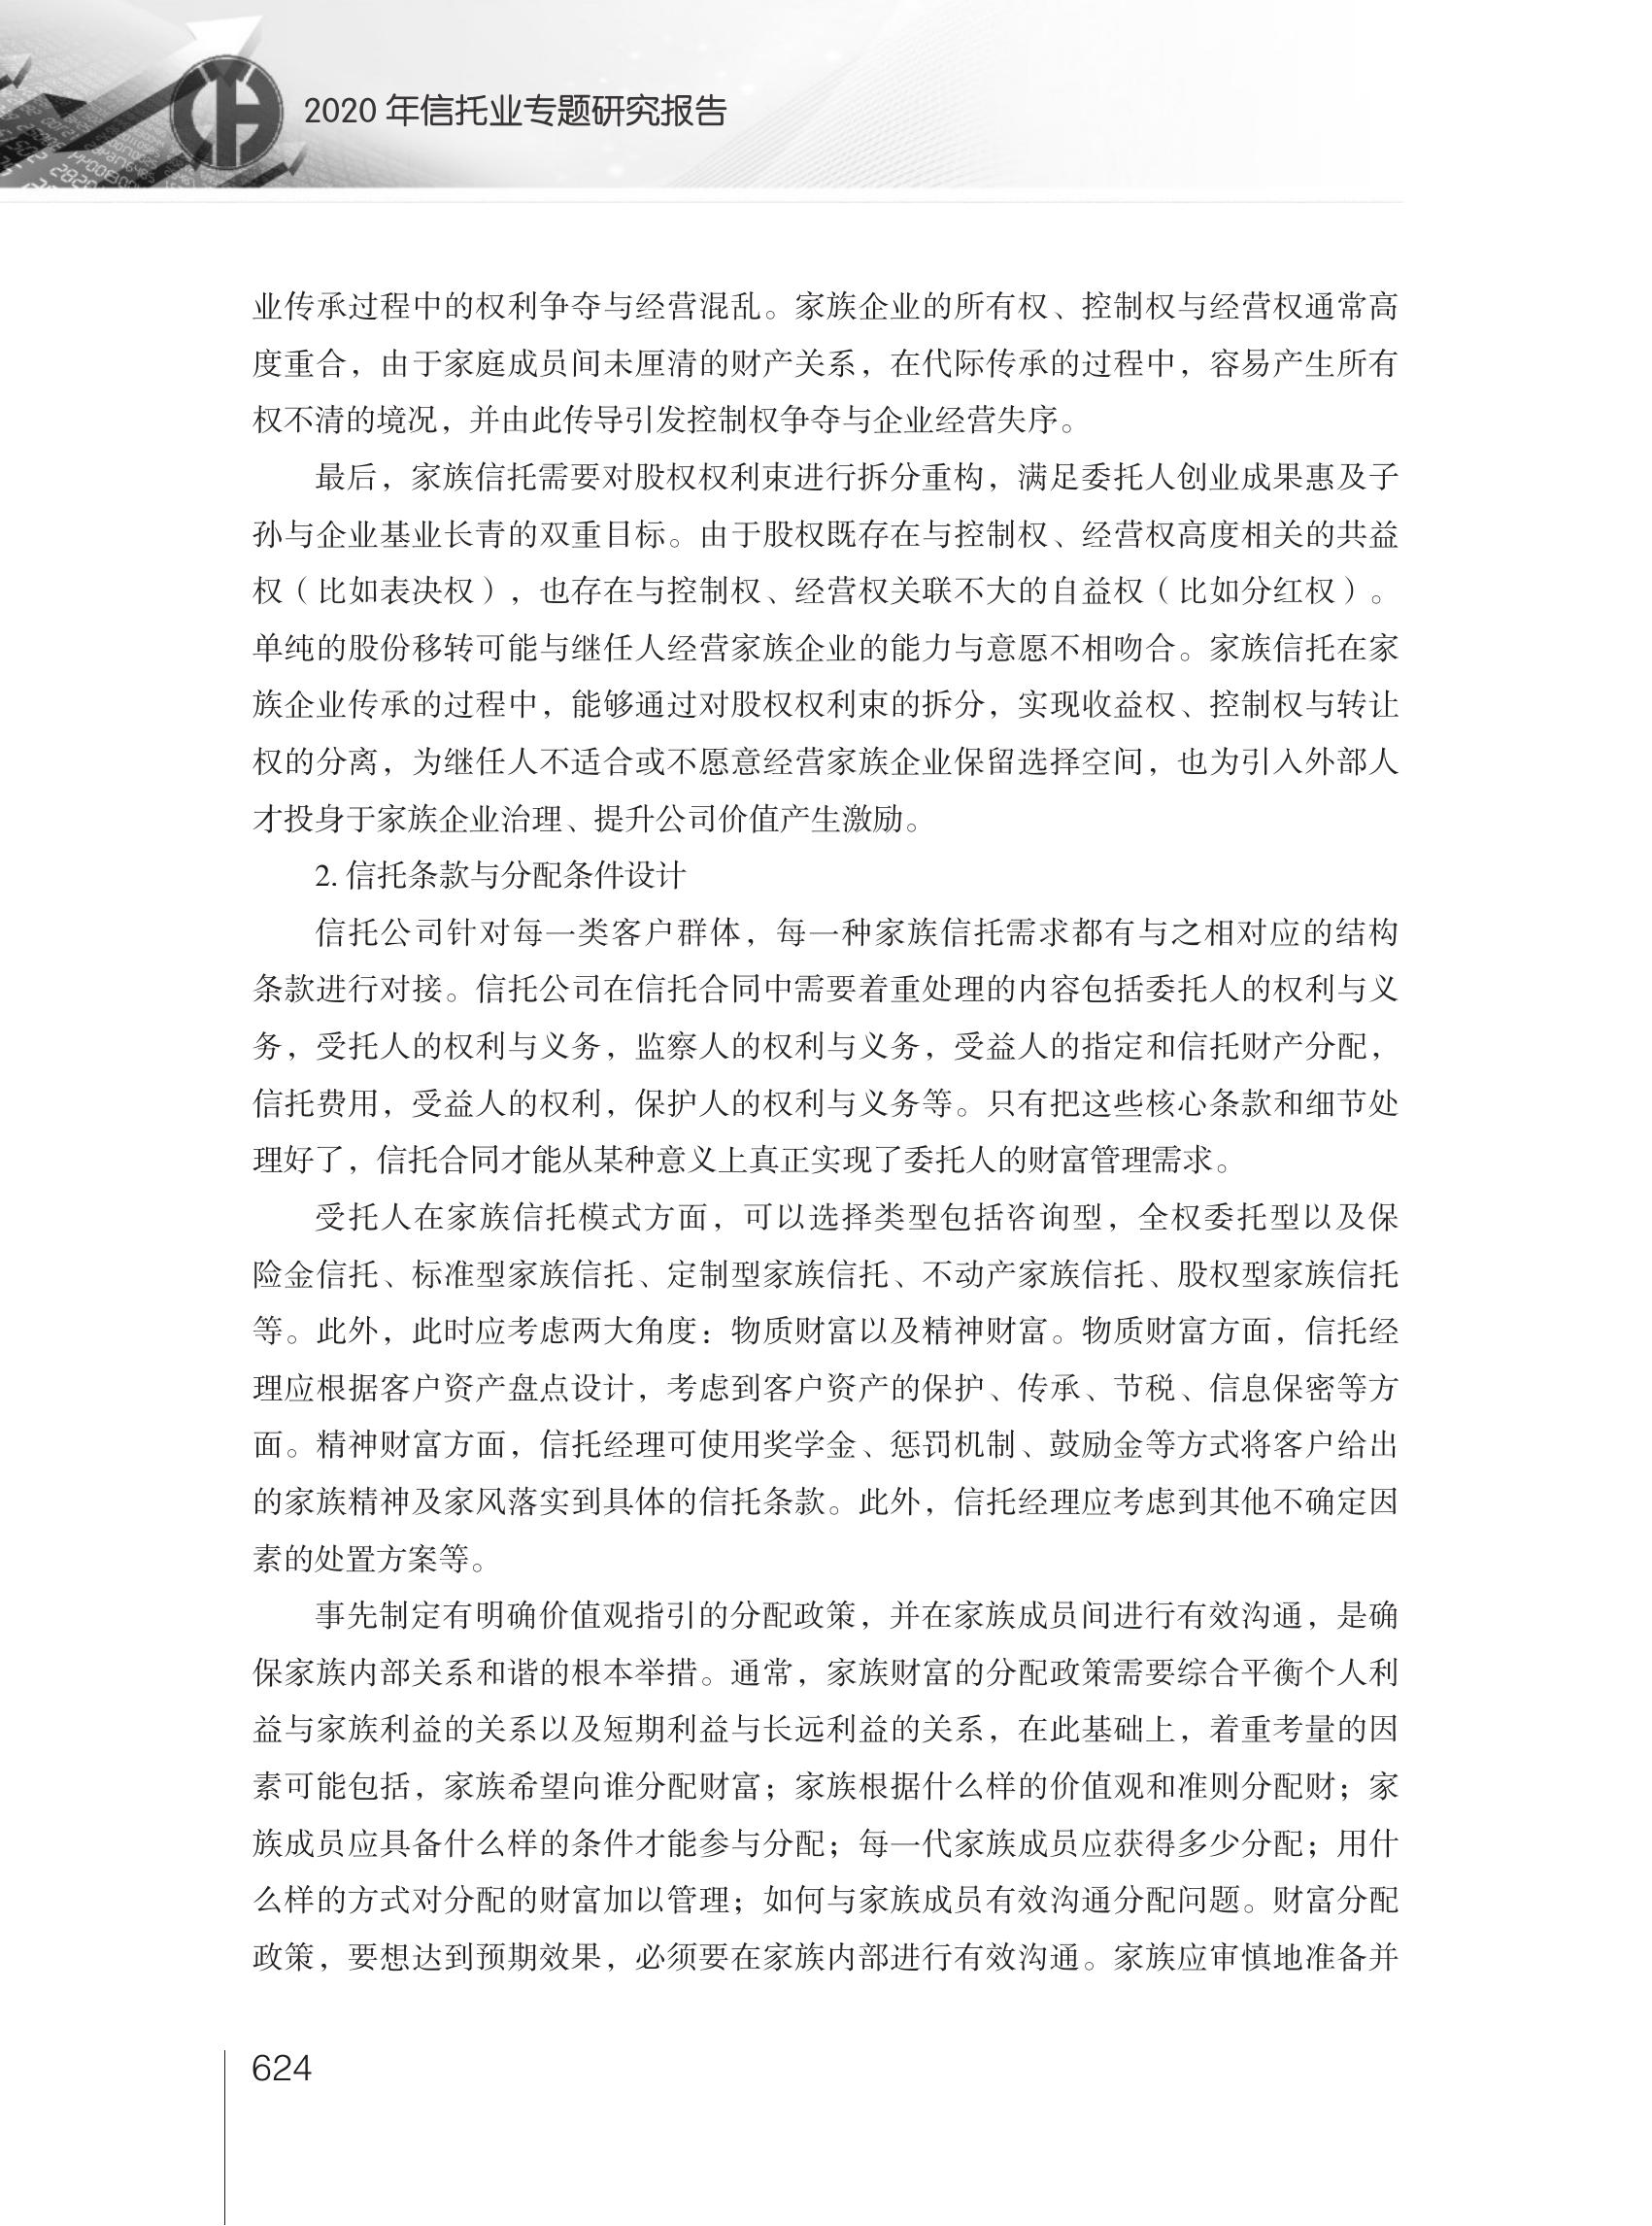 2020 年信托业专题研究报告
业传承过程中的权利争夺与经营混乱。家族企业的所有权、控制权与经营权通常高
度重合，由于家庭成员间未厘清的财产关系，在代际传承的过程中，容易产生所有
权不清的境况，并由此传导引发控制权争夺与企业经营失序。
最后，家族信托需要对股权权利束进行拆分重构，满足委托人创业成果惠及子
孙与企业基业长青的双重目标。由于股权既存在与控制权、经营权高度相关的共益
权（比如表决权），也存在与控制权、经营权关联不大的自益权（比如分红权）。
单纯的股份移转可能与继任人经营家族企业的能力与意愿不相吻合。家族信托在家
族企业传承的过程中，能够通过对股权权利束的拆分，实现收益权、控制权与转让
权的分离，为继任人不适合或不愿意经营家族企业保留选择空间，也为引入外部人
才投身于家族企业治理、提升公司价值产生激励。
2. 信托条款与分配条件设计
信托公司针对每一类客户群体，每一种家族信托需求都有与之相对应的结构
条款进行对接。信托公司在信托合同中需要着重处理的内容包括委托人的权利与义
务，受托人的权利与义务，监察人的权利与义务，受益人的指定和信托财产分配，
信托费用，受益人的权利，保护人的权利与义务等。只有把这些核心条款和细节处
理好了，信托合同才能从某种意义上真正实现了委托人的财富管理需求。
受托人在家族信托模式方面，可以选择类型包括咨询型，全权委托型以及保
险金信托、标准型家族信托、定制型家族信托、不动产家族信托、股权型家族信托
等。此外，此时应考虑两大角度：物质财富以及精神财富。物质财富方面，信托经
理应根据客户资产盘点设计，考虑到客户资产的保护、传承、节税、信息保密等方
面。精神财富方面，信托经理可使用奖学金、惩罚机制、鼓励金等方式将客户给出
的家族精神及家风落实到具体的信托条款。此外，信托经理应考虑到其他不确定因
素的处置方案等。
事先制定有明确价值观指引的分配政策，并在家族成员间进行有效沟通，是确
保家族内部关系和谐的根本举措。通常，家族财富的分配政策需要综合平衡个人利
益与家族利益的关系以及短期利益与长远利益的关系，在此基础上，着重考量的因
素可能包括，家族希望向谁分配财富；家族根据什么样的价值观和准则分配财；家
族成员应具备什么样的条件才能参与分配；每一代家族成员应获得多少分配；用什
么样的方式对分配的财富加以管理；如何与家族成员有效沟通分配问题。财富分配
政策，要想达到预期效果，必须要在家族内部进行有效沟通。家族应审慎地准备并
624